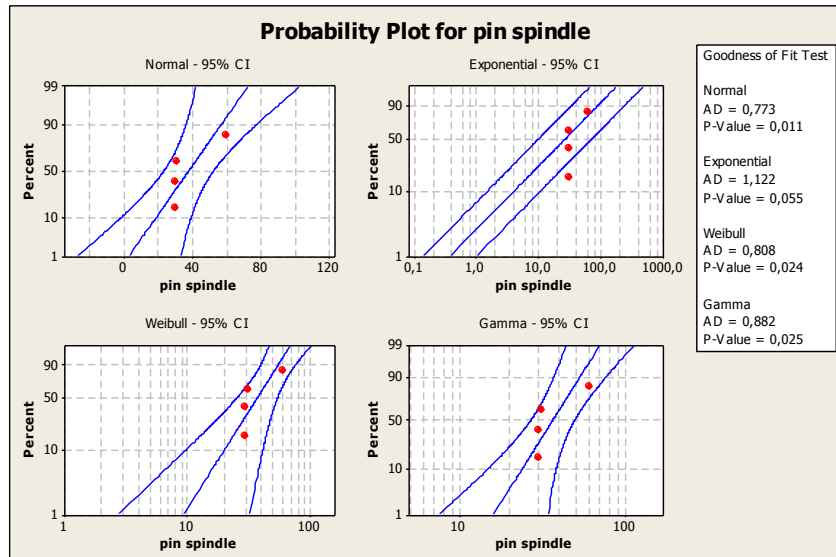 Probability Plot for pin spindle
Normal - 95% CI
99
90
50
10
1
Percent
0 40 80 120
pin spindle
Exponential - 95% CI
90
50
10
1
Percent
0,1 1,0 10,0 100,0 1000,0
pin spindle
Weibull - 95% CI
90
50
10
1
Percent
1 10 100
pin spindle
Gamma - 95% CI
99
90
50
10
1
Percent
10 100
pin spindle
Goodness of Fit Test
Normal
AD = 0,773
P-Value = 0,011
Exponential
AD = 1,122
P-Value = 0,055
Weibull
AD = 0,808
P-Value = 0,024
Gamma
AD = 0,882
P-Value = 0,025